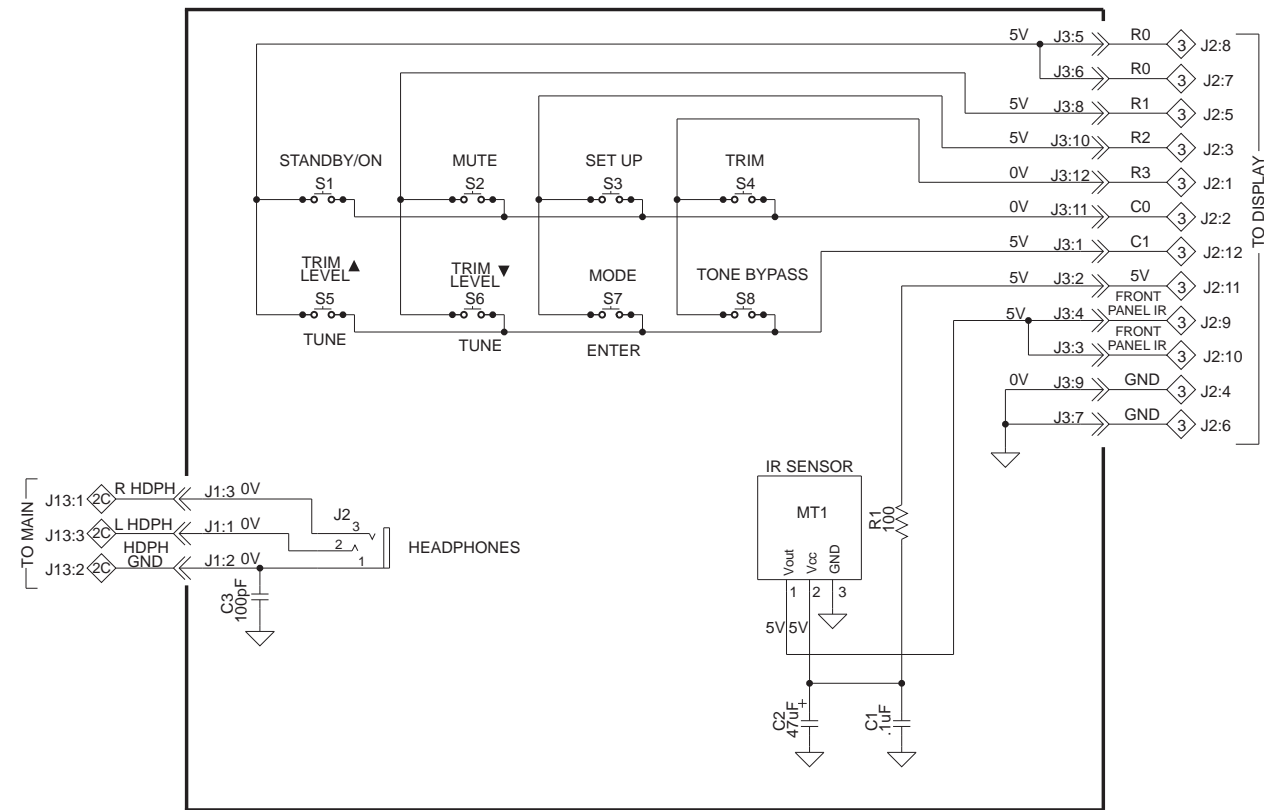 5V J3:5 R0 3 J2:8
J3:6 R0 3 J2:7
5V J3:8 R1 3 J2:5
5V J3:10 R2 3 J2:3
0V J3:12 R3 3 J2:1
0V J3:11 C0 3 J2:2
5V J3:1 C1 3 J2:12
5V J3:2 5V 3 J2:11
5V J3:4 FRONT PANEL IR 3 J2:9
J3:3 FRONT PANEL IR 3 J2:10
0V J3:9 GND 3 J2:4
J3:7 GND 3 J2:6
TO DISPLAY
STANDBY/ON
S1
MUTE
S2
SET UP
S3
TRIM
S4
TRIM
LEVEL ▲
S5
TUNE
TRIM
LEVEL ▼
S6
TUNE
MODE
S7
ENTER
TONE BYPASS
S8
TO MAIN
J13:1 2C R HDPH J1:3 0V
J13:3 2C L HDPH J1:1 0V
J13:2 2C HDPH GND J1:2 0V
J2
3
2
1
HEADPHONES
C3
100pF
IR SENSOR
MT1
Vout Vcc GND
1 2 3
5V 5V
R1
100
C2
47uF +
C1
.1uF